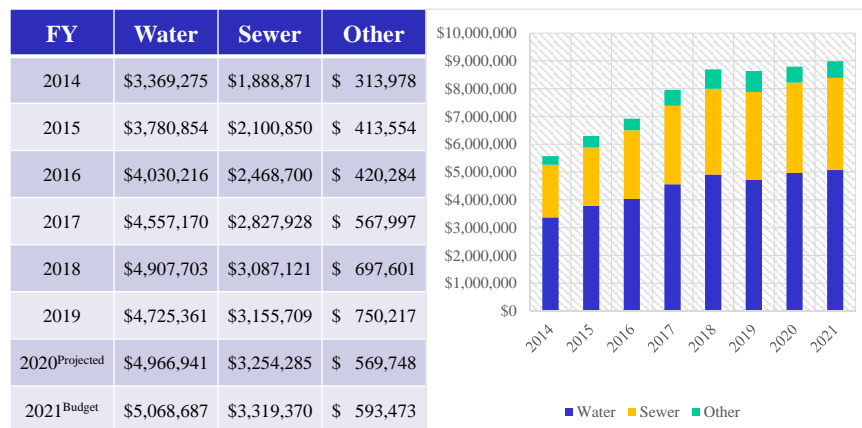 FY Water Sewer Other
2014 $3,369,275 $1,888,871 $ 313,978
2015 $3,780,854 $2,100,850 $ 413,554
2016 $4,030,216 $2,468,700 $ 420,284
2017 $4,557,170 $2,827,928 $ 567,997
2018 $4,907,703 $3,087,121 $ 697,601
2019 $4,725,361 $3,155,709 $ 750,217
2020Projected $4,966,941 $3,254,285 $ 569,748
2021Budget $5,068,687 $3,319,370 $ 593,473
$10,000,000
$9,000,000
$8,000,000
$7,000,000
$6,000,000
$5,000,000
$4,000,000
$3,000,000
$2,000,000
$1,000,000
$0
2014 2015 2016 2017 2018 2019 2020 2021
Water Sewer Other